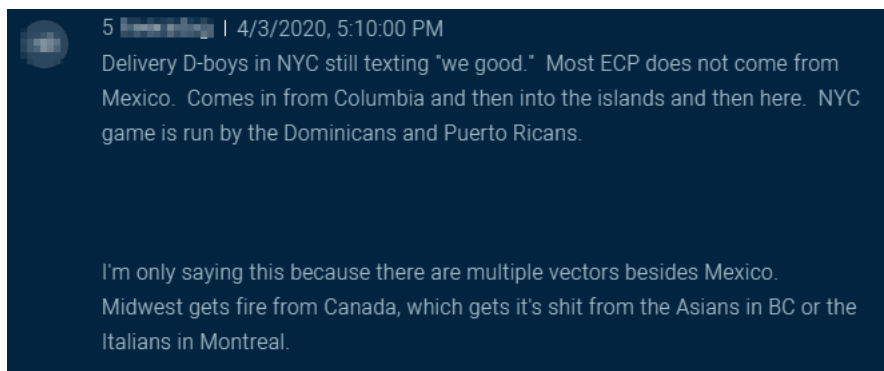 5 | 4/3/2020, 5:10:00 PM
Delivery D-boys in NYC still texting "we good."  Most ECP does not come from
Mexico.  Comes in from Columbia and then into the islands and then here.  NYC
game is run by the Dominicans and Puerto Ricans.
I'm only saying this because there are multiple vectors besides Mexico.
Midwest gets fire from Canada, which gets it's shit from the Asians in BC or the
Italians in Montreal.